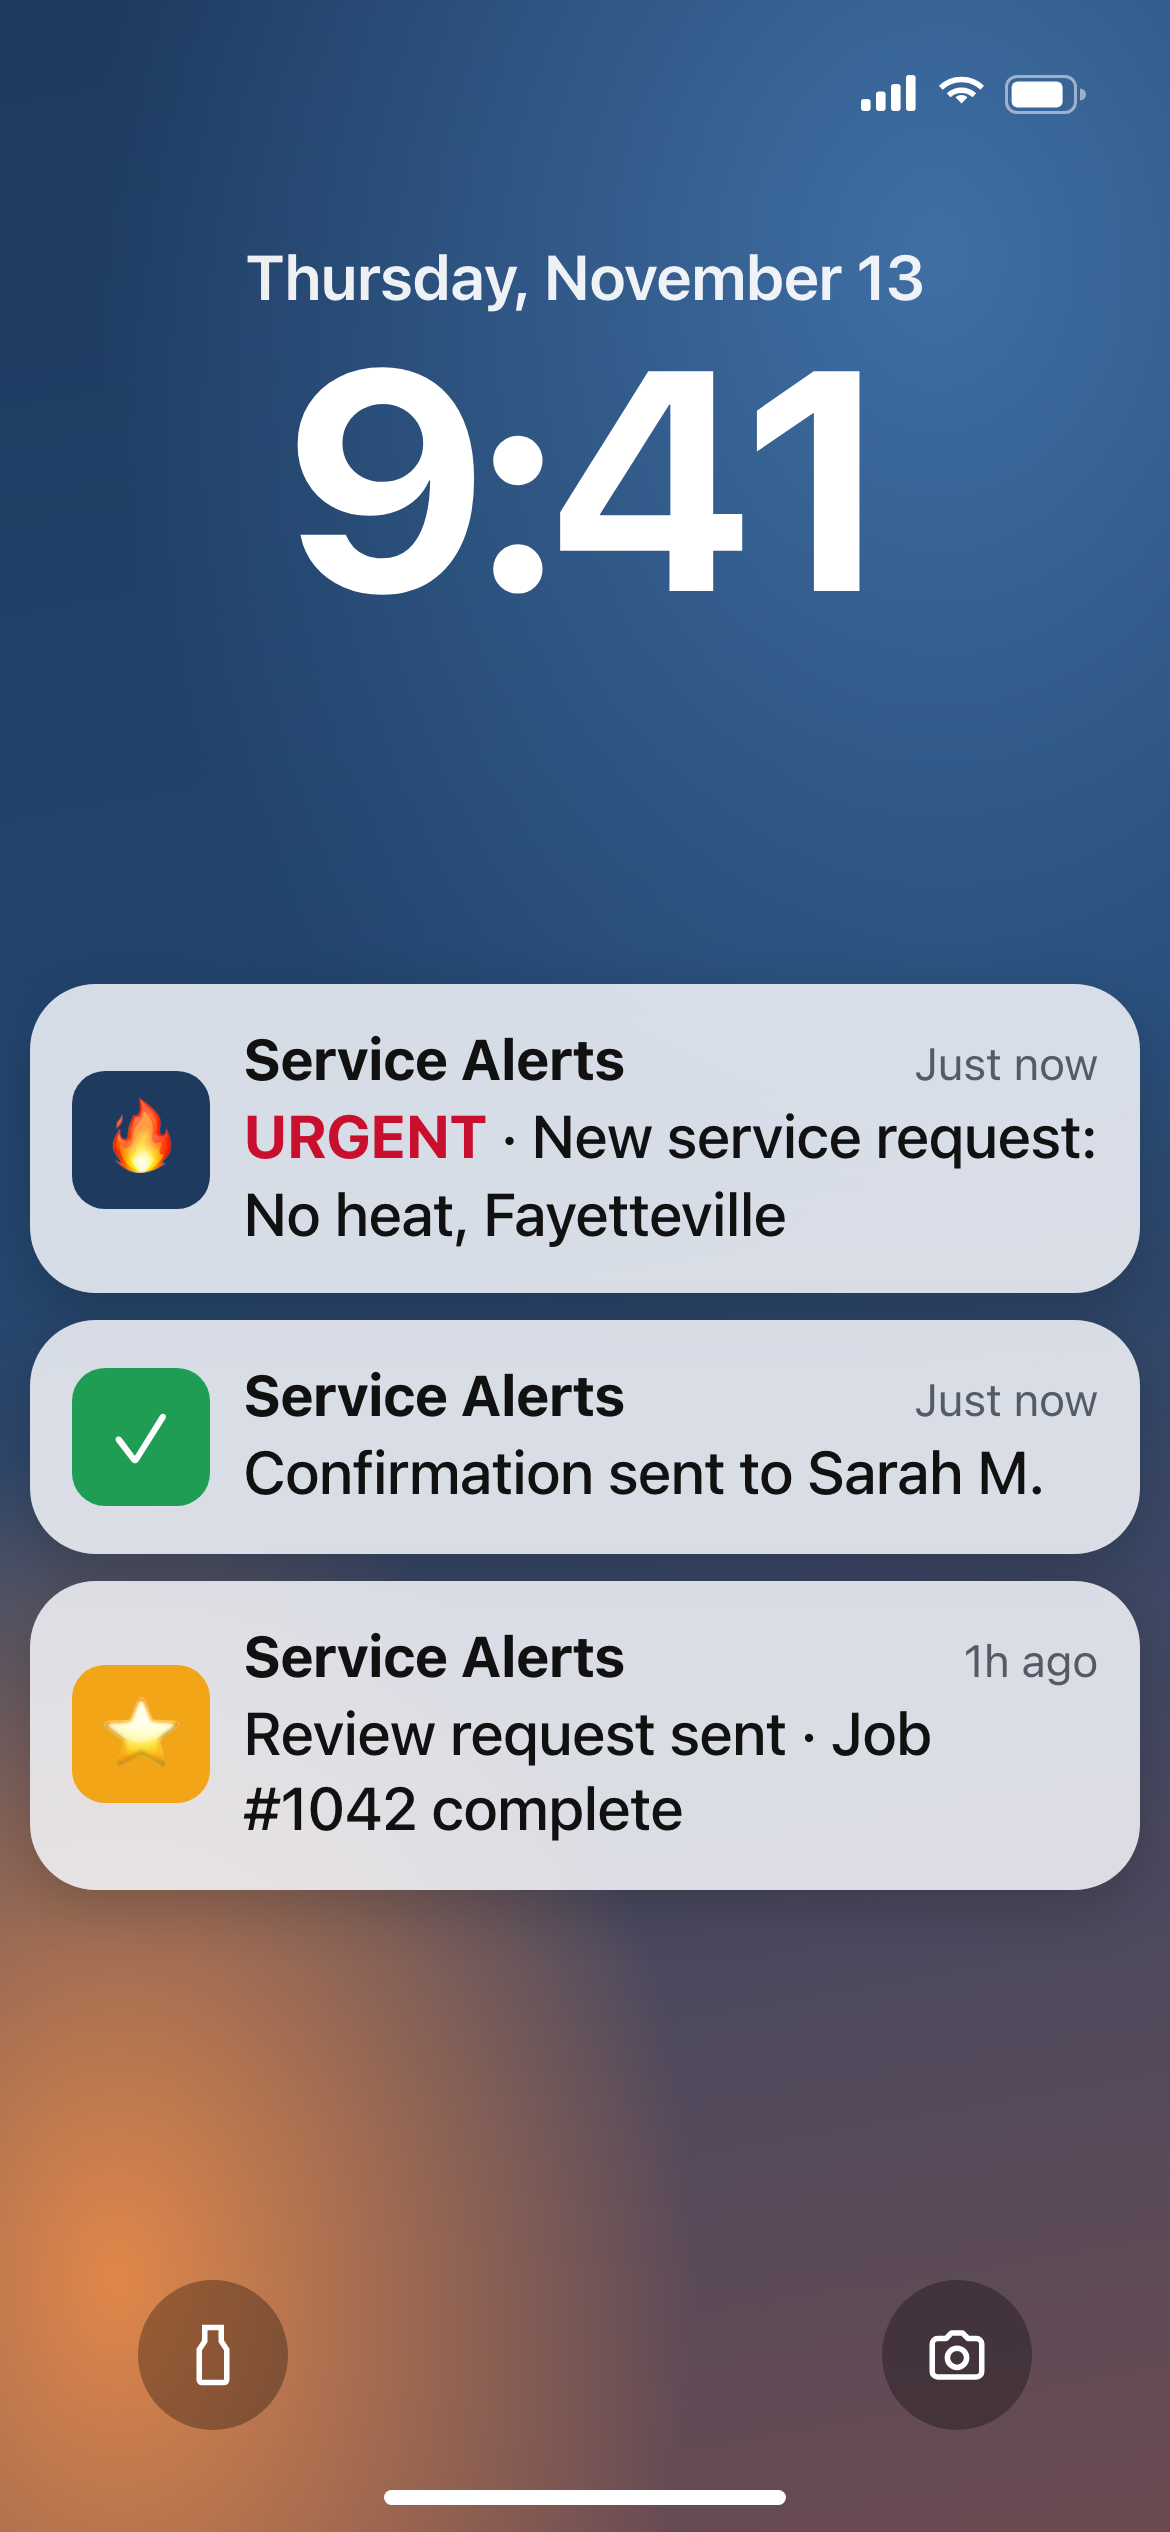 Thursday, November 13
9:41
Service Alerts
Just now
URGENT · New service request:
No heat, Fayetteville
Service Alerts
Just now
Confirmation sent to Sarah M.
Service Alerts
1h ago
Review request sent · Job
#1042 complete